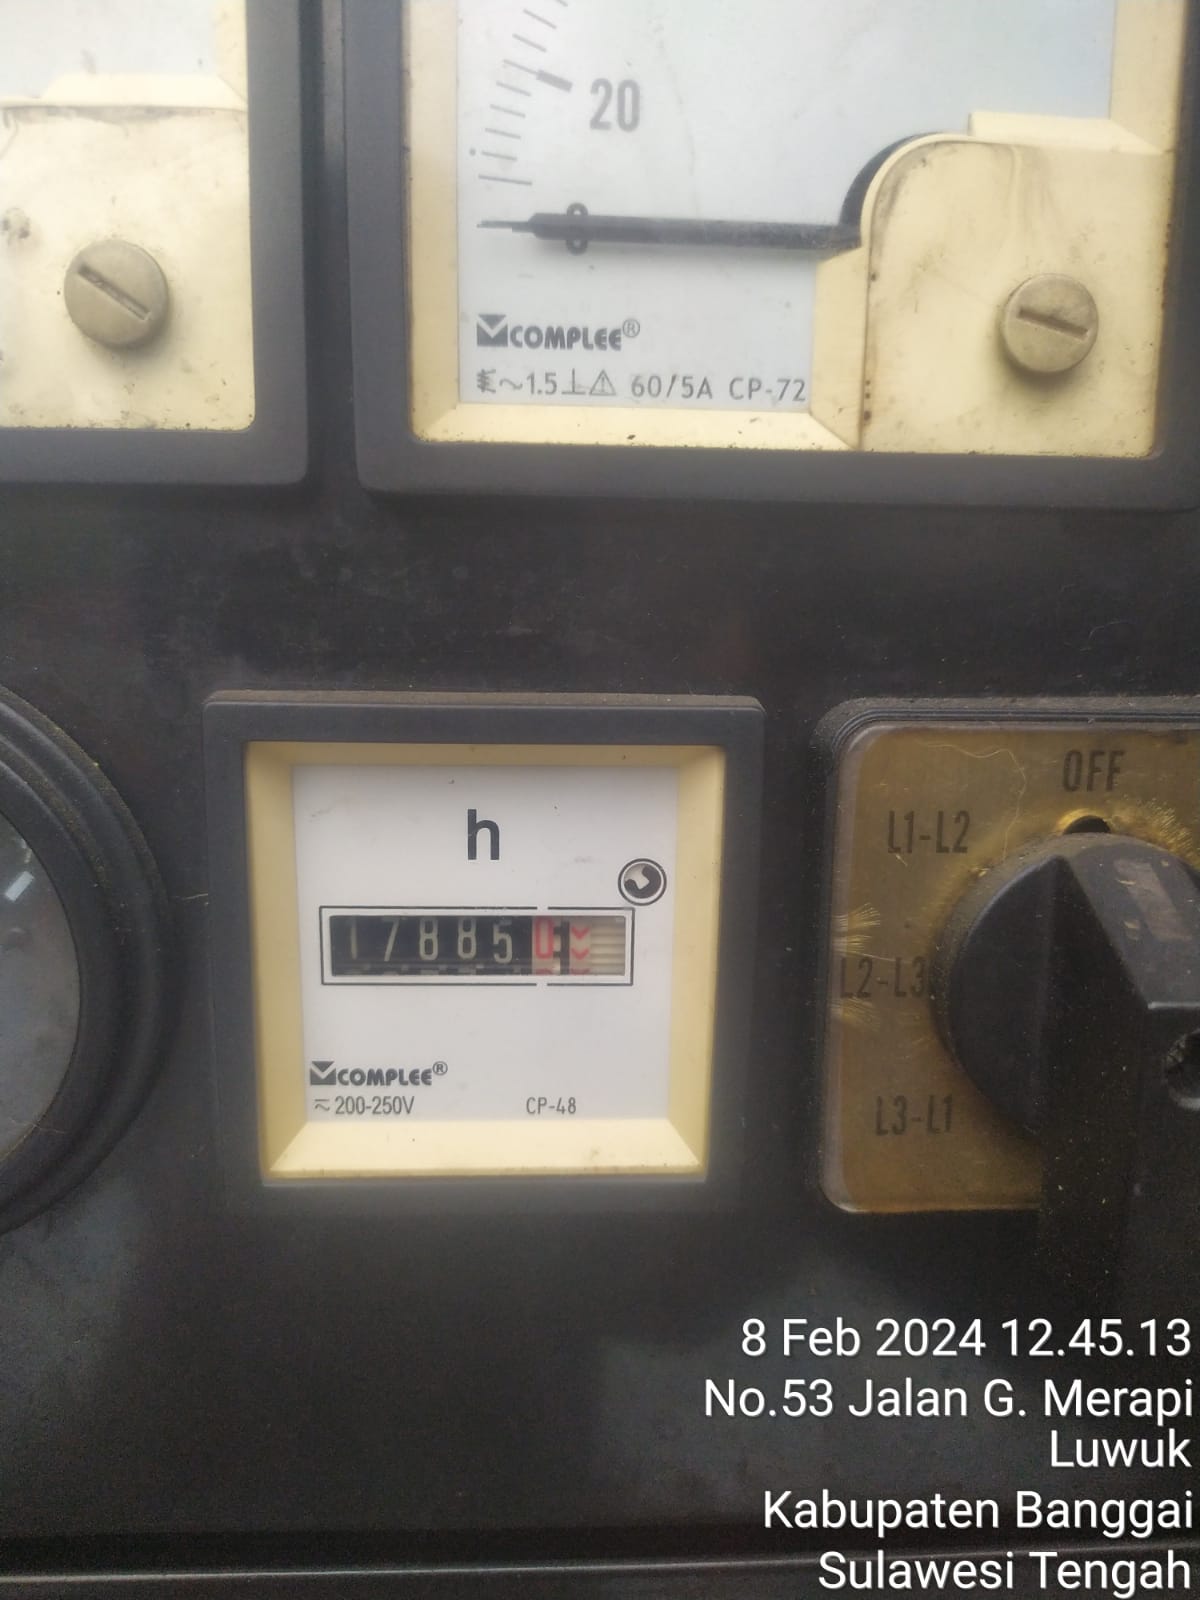 20
0
COMPLEE®
~1.5 60/5A CP-72
h
178850
COMPLEE®
200-250V CP-48
OFF
L1-L2
L2-L3
L3-L1
8 Feb 2024 12.45.13
No.53 Jalan G. Merapi
Luwuk
Kabupaten Banggai
Sulawesi Tengah